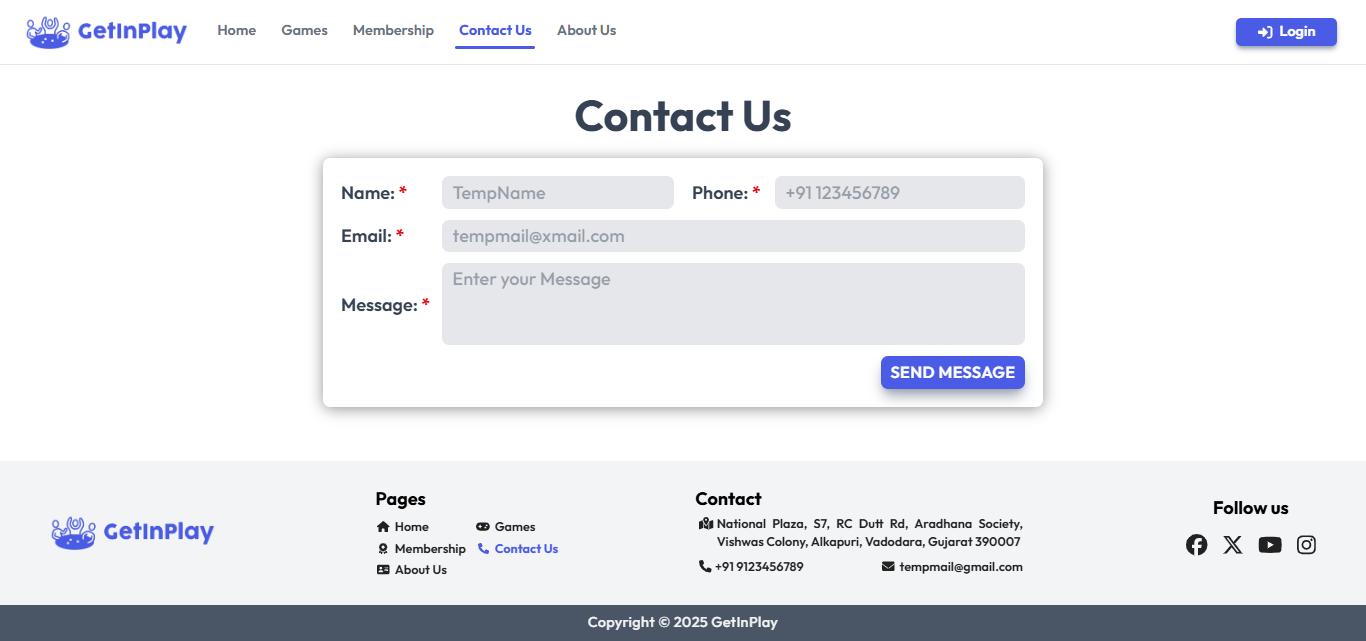 GetInPlay Home Games Membership Contact Us About Us Login
Contact Us
Name: * TempName Phone: * +91 123456789
Email: * tempmail@xmail.com
Message: * Enter your Message
SEND MESSAGE
GetInPlay
Pages
Home Games
Membership Contact Us
About Us
Contact
National Plaza, S7, RC Dutt Rd, Aradhana Society,
Vishwas Colony, Alkapuri, Vadodara, Gujarat 390007
+91 9123456789 tempmail@gmail.com
Follow us
Copyright © 2025 GetInPlay